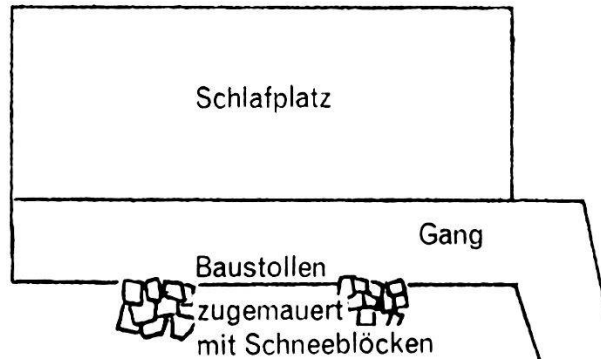 Schlafplatz
Gang
Baustollen
zugemauert
mit Schneeblöcken